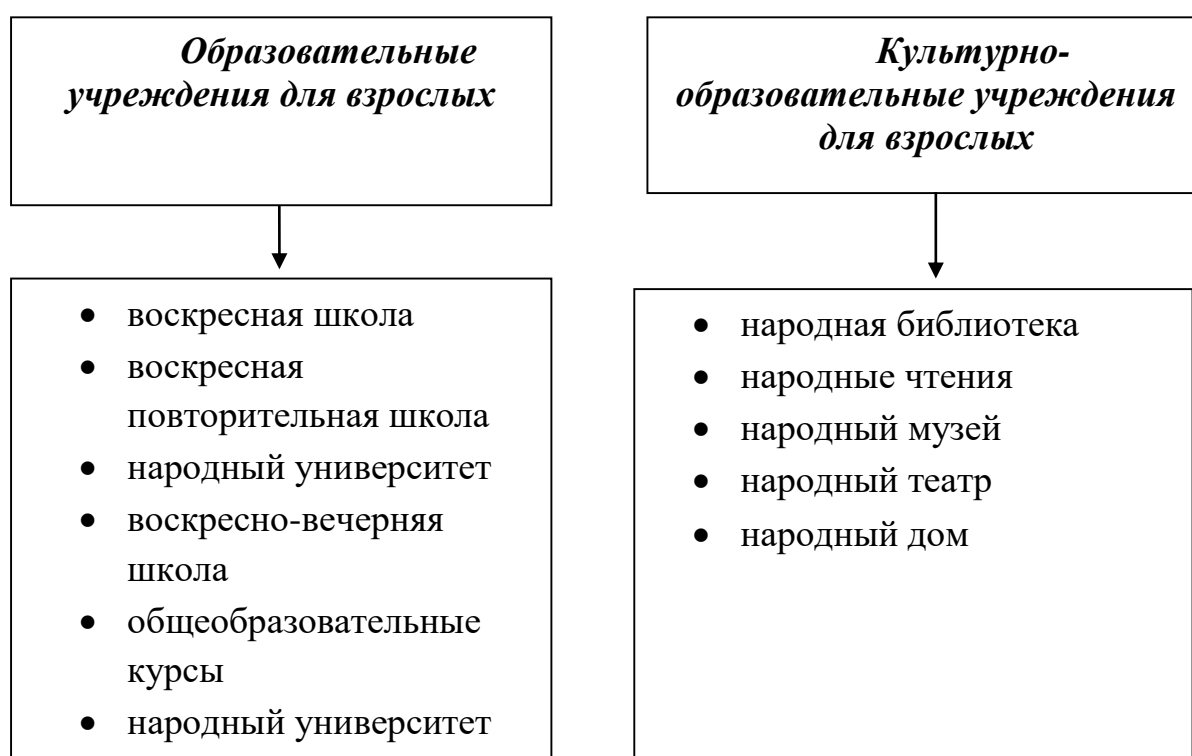 Образовательные
учреждения для взрослых
• воскресная школа
• воскресная
повторительная школа
• народный университет
• воскресно-вечерняя
школа
• общеобразовательные
курсы
• народный университет
Культурно-
образовательные учреждения
для взрослых
• народная библиотека
• народные чтения
• народный музей
• народный театр
• народный дом